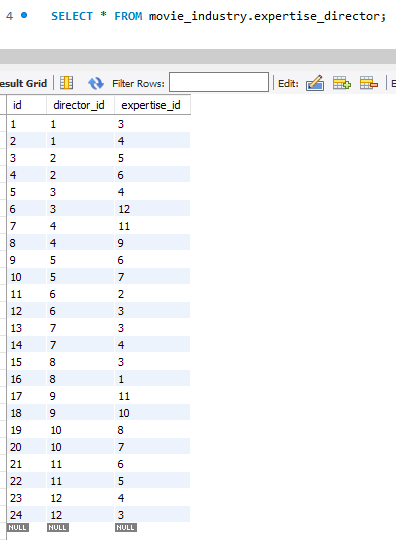 4 SELECT * FROM movie_industry.expertise_director;
esult Grid Filter Rows: Edit: E
id director_id expertise_id
1 1 3
2 1 4
3 2 5
4 2 6
5 3 4
6 3 12
7 4 11
8 4 9
9 5 6
10 5 7
11 6 2
12 6 3
13 7 3
14 7 4
15 8 3
16 8 1
17 9 11
18 9 10
19 10 8
20 10 7
21 11 6
22 11 5
23 12 4
24 12 3
NULL NULL NULL